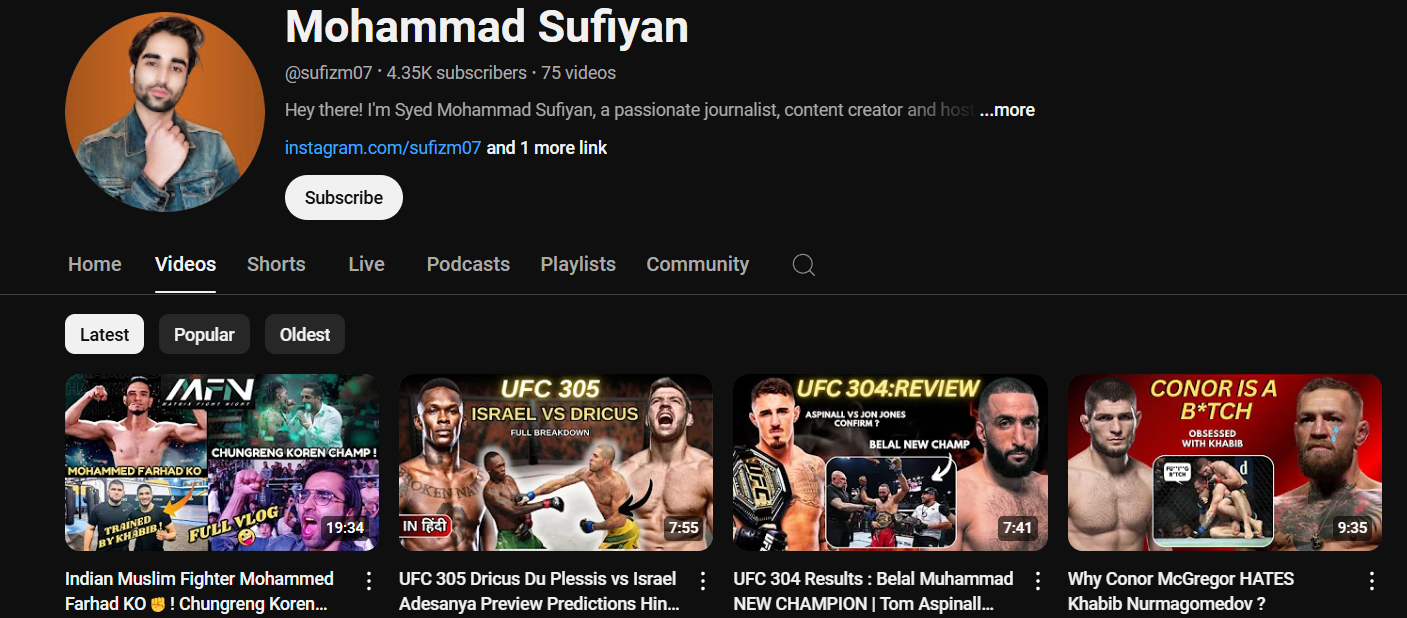 Mohammad Sufiyan
@sufizm07 • 4.35K subscribers • 75 videos
Hey there! I'm Syed Mohammad Sufiyan, a passionate journalist, content creator and host ...more
instagram.com/sufizm07 and 1 more link
Subscribe
Home Videos Shorts Live Podcasts Playlists Community
Latest Popular Oldest
MFN
MATRIX FIGHT NIGHT
MOHAMMED FARHAD KO
CHUNGRENG KOREN CHAMP !
TRAINED
BY KHABIB!
FULL VLOG
19:34
UFC 305
ISRAEL VS DRICUS
FULL BREAKDOWN
IN हिंदी
7:55
UFC 304:REVIEW
ASPINALL VS JON JONES
CONFIRM ?
BELAL NEW CHAMP
UFC
7:41
CONOR IS A
B*TCH
OBSESSED
WITH KHABIB
9:35
Indian Muslim Fighter Mohammed
Farhad KO ✊ ! Chungreng Koren...
UFC 305 Dricus Du Plessis vs Israel
Adesanya Preview Predictions Hin...
UFC 304 Results : Belal Muhammad
NEW CHAMPION | Tom Aspinall...
Why Conor McGregor HATES
Khabib Nurmagomedov ?